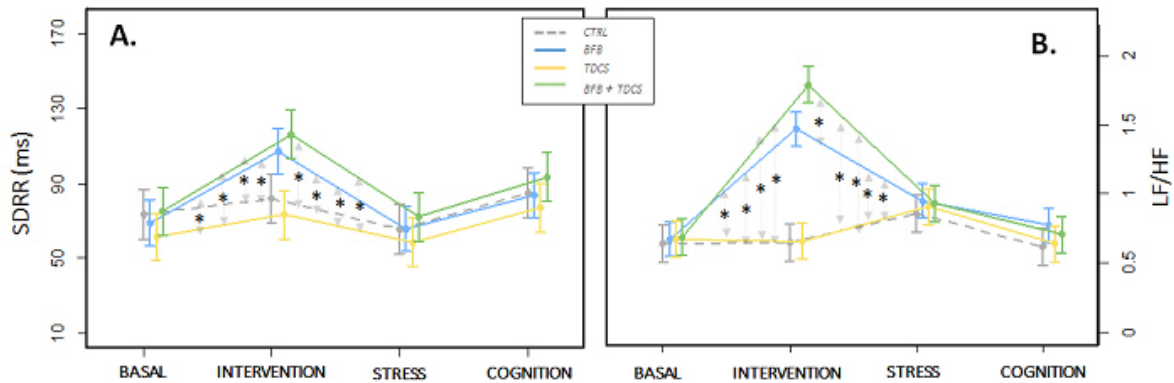 A.
B.
CTRL
BFB
TDCS
BFB + TDCS
SDRR (ms)
170
130
90
50
10
LF/HF
2
1.5
1
0.5
0
* * * * * * * *
* * * * * * * * *
BASAL INTERVENTION STRESS COGNITION
BASAL INTERVENTION STRESS COGNITION